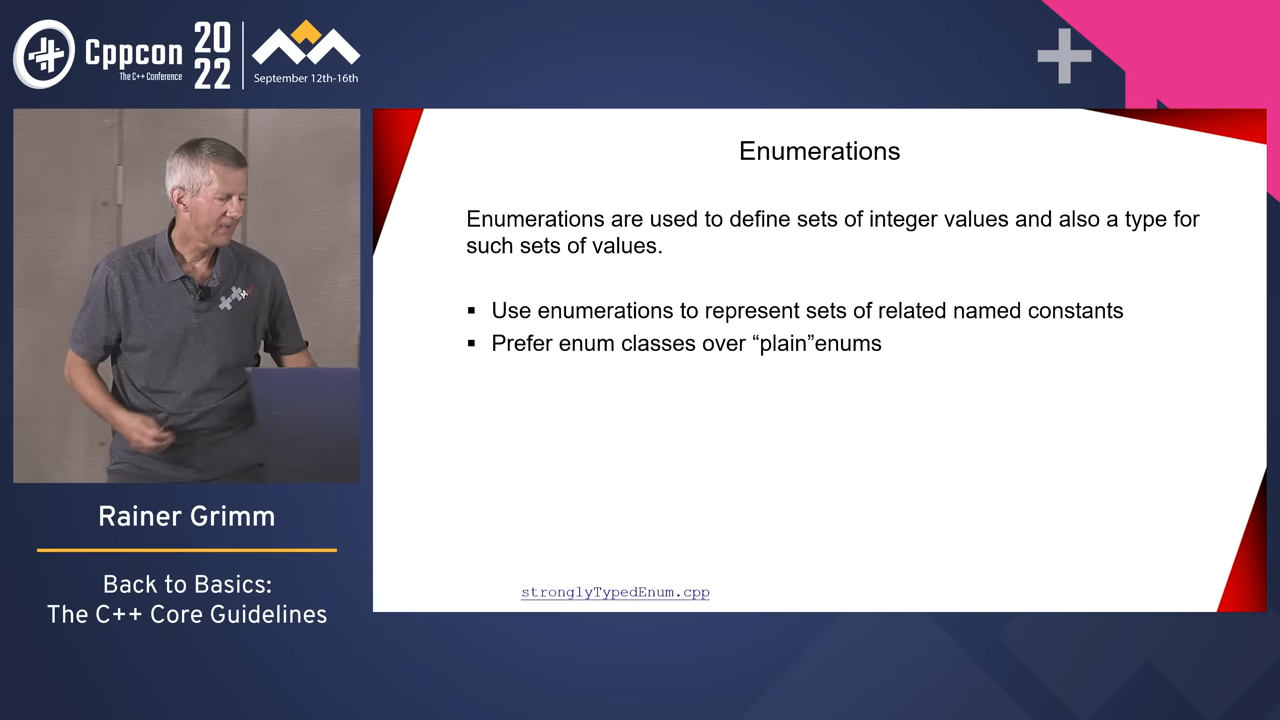 Cppcon
The C++ Conference
20
22
September 12th-16th
Enumerations
Enumerations are used to define sets of integer values and also a type for
such sets of values.
▪ Use enumerations to represent sets of related named constants
▪ Prefer enum classes over “plain”enums
stronglyTypedEnum.cpp
Rainer Grimm
Back to Basics:
The C++ Core Guidelines